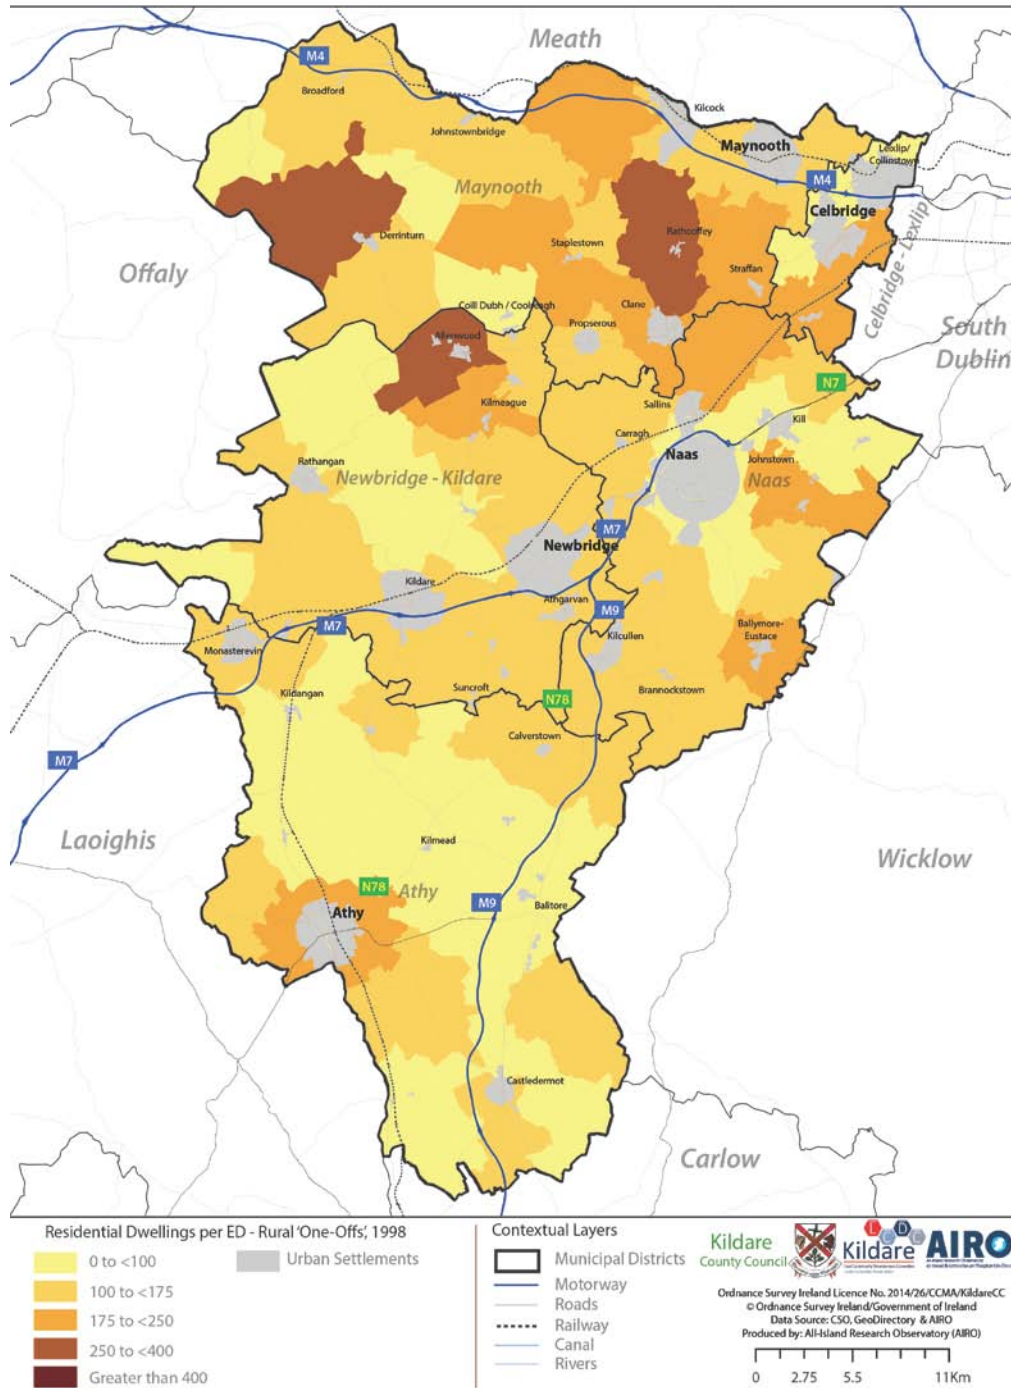 Meath
M4
Broadford
Kilcock
Johnstownbridge
Maynooth
Leixlip/
Collinstown
Maynooth
M4
Celbridge
Rathcoffey
Derrinturn
Staplestown
Celbridge - Lexlip
Offaly
Straffan
Coill Dubh / Cooleragh
Clane
South
Dublin
Propserous
Allenwood
N7
Kilmeague
Sallins
Kill
Carragh
Naas
Johnstown
Rathangan
Newbridge - Kildare
Naas
M7
Newbridge
Kildare
Athgarvan
M9
M7
Ballymore-
Eustace
Kilcullen
Monasterevin
Kildangan
Suncroft
N78
Brannockstown
Calverstown
M7
Laoighis
Kilmead
Wicklow
N78
Athy
M9
Balitore
Athy
Castledermot
Carlow
Residential Dwellings per ED - Rural 'One-Offs', 1998
0 to <100
100 to <175
175 to <250
250 to <400
Greater than 400
Urban Settlements
Contextual Layers
Municipal Districts
Motorway
Roads
Railway
Canal
Rivers
Kildare
County Council
L C D C
Kildare
AIRO
Ordnance Survey Ireland Licence No. 2014/26/CCMA/KildareCC
© Ordnance Survey Ireland/Government of Ireland
Data Source: CSO, GeoDirectory & AIRO
Produced by: All-Island Research Observatory (AIRO)
0 2.75 5.5 11Km